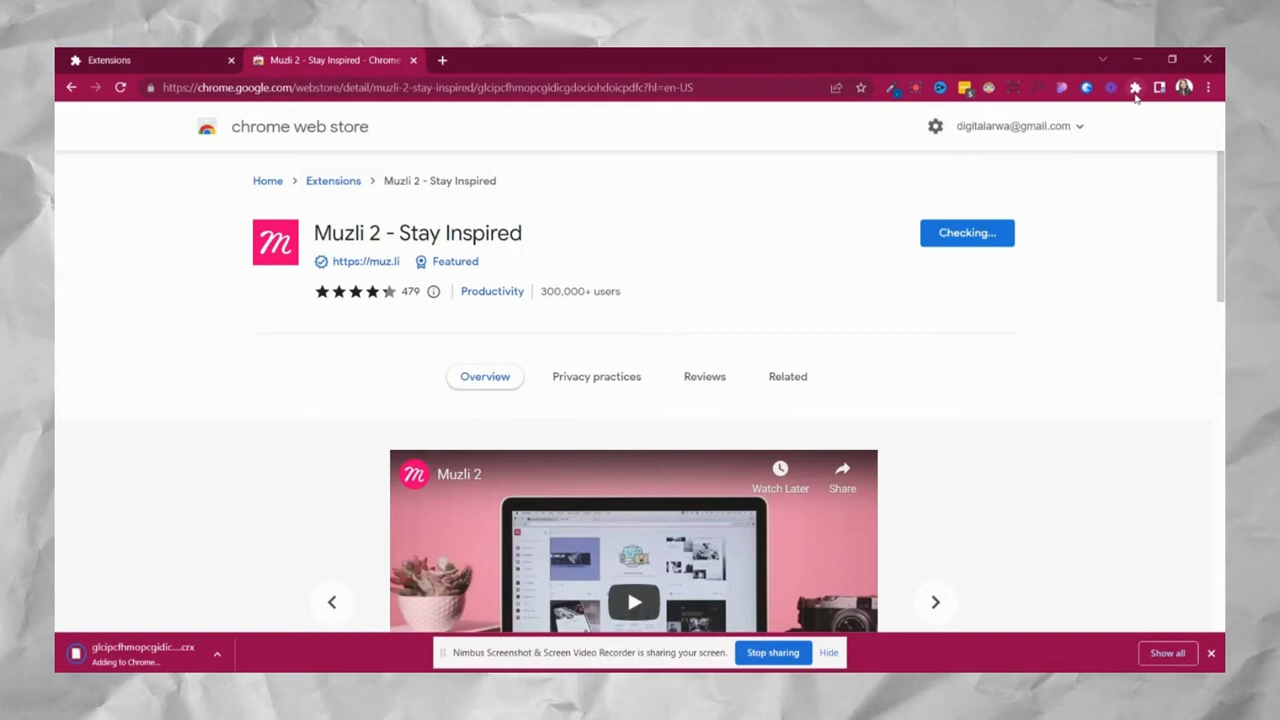 Extensions
Muzli 2 - Stay Inspired - Chrome
https://chrome.google.com/webstore/detail/muzli-2-stay-inspired/glcipcfhmopcgidicgdociohdoicpdfc?hl=en-US
chrome web store
digitalarwa@gmail.com
Home > Extensions > Muzli 2 - Stay Inspired
m
Muzli 2 - Stay Inspired
Checking...
https://muz.li
Featured
479
Productivity
300,000+ users
Overview
Privacy practices
Reviews
Related
m
Muzli 2
Watch Later
Share
glcipcfhmopcgidic....crx
Adding to Chrome...
Nimbus Screenshot & Screen Video Recorder is sharing your screen.
Stop sharing
Hide
Show all